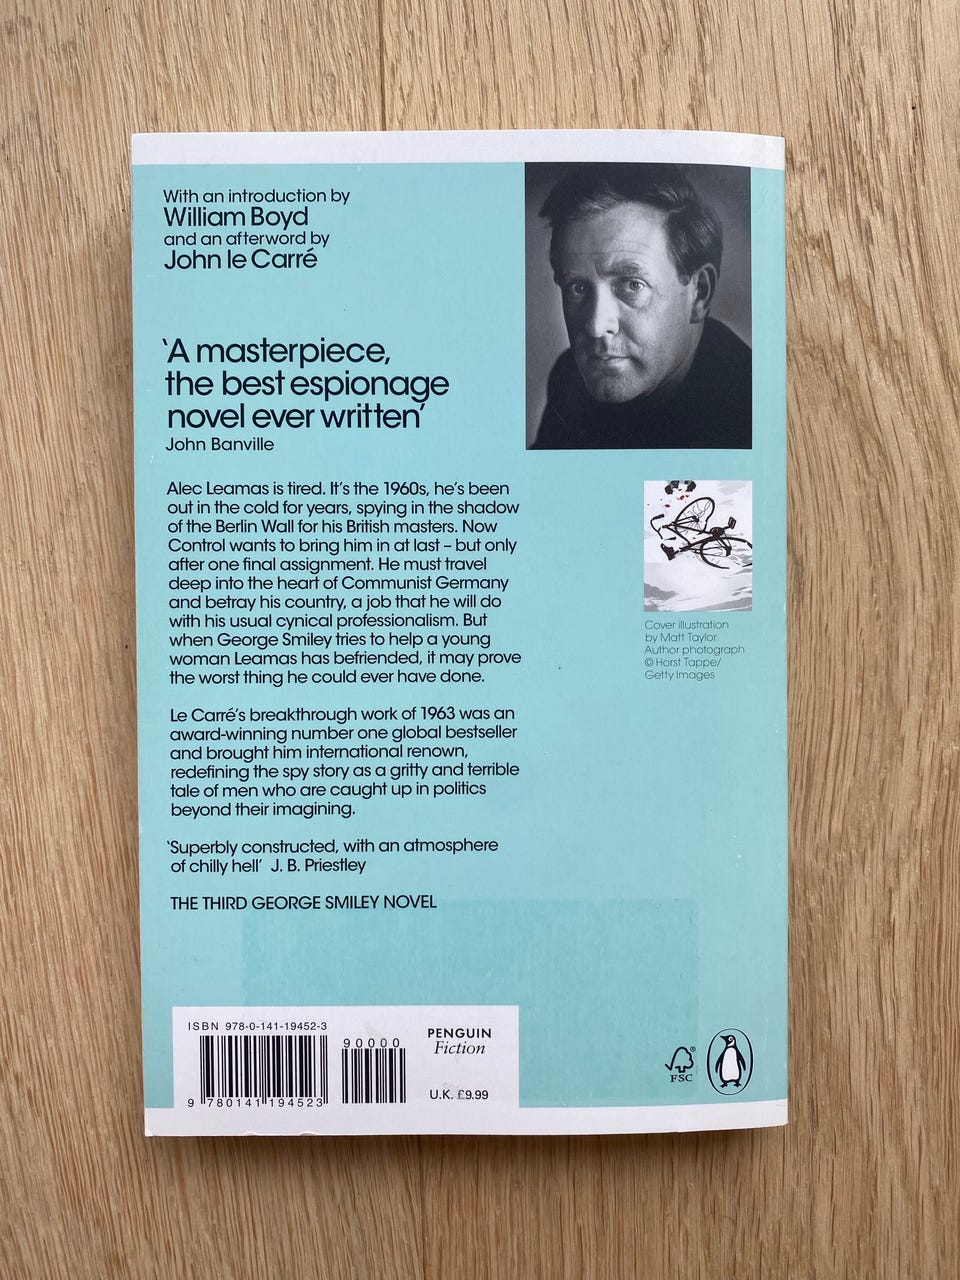 With an introduction by
William Boyd
and an afterword by
John le Carré
‘A masterpiece,
the best espionage
novel ever written’
John Banville
Alec Leamas is tired. It’s the 1960s, he’s been
out in the cold for years, spying in the shadow
of the Berlin Wall for his British masters. Now
Control wants to bring him in at last – but only
after one final assignment. He must travel
deep into the heart of Communist Germany
and betray his country, a job that he will do
with his usual cynical professionalism. But
when George Smiley tries to help a young
woman Leamas has befriended, it may prove
the worst thing he could ever have done.
Le Carré’s breakthrough work of 1963 was an
award-winning number one global bestseller
and brought him international renown,
redefining the spy story as a gritty and terrible
tale of men who are caught up in politics
beyond their imagining.
‘Superbly constructed, with an atmosphere
of chilly hell’ J. B. Priestley
THE THIRD GEORGE SMILEY NOVEL
Cover illustration
by Matt Taylor
Author photograph
© Horst Tappe/
Getty Images
ISBN 978-0-141-19452-3
90000
9 780141 194523
PENGUIN
Fiction
U.K. £9.99
®
FSC